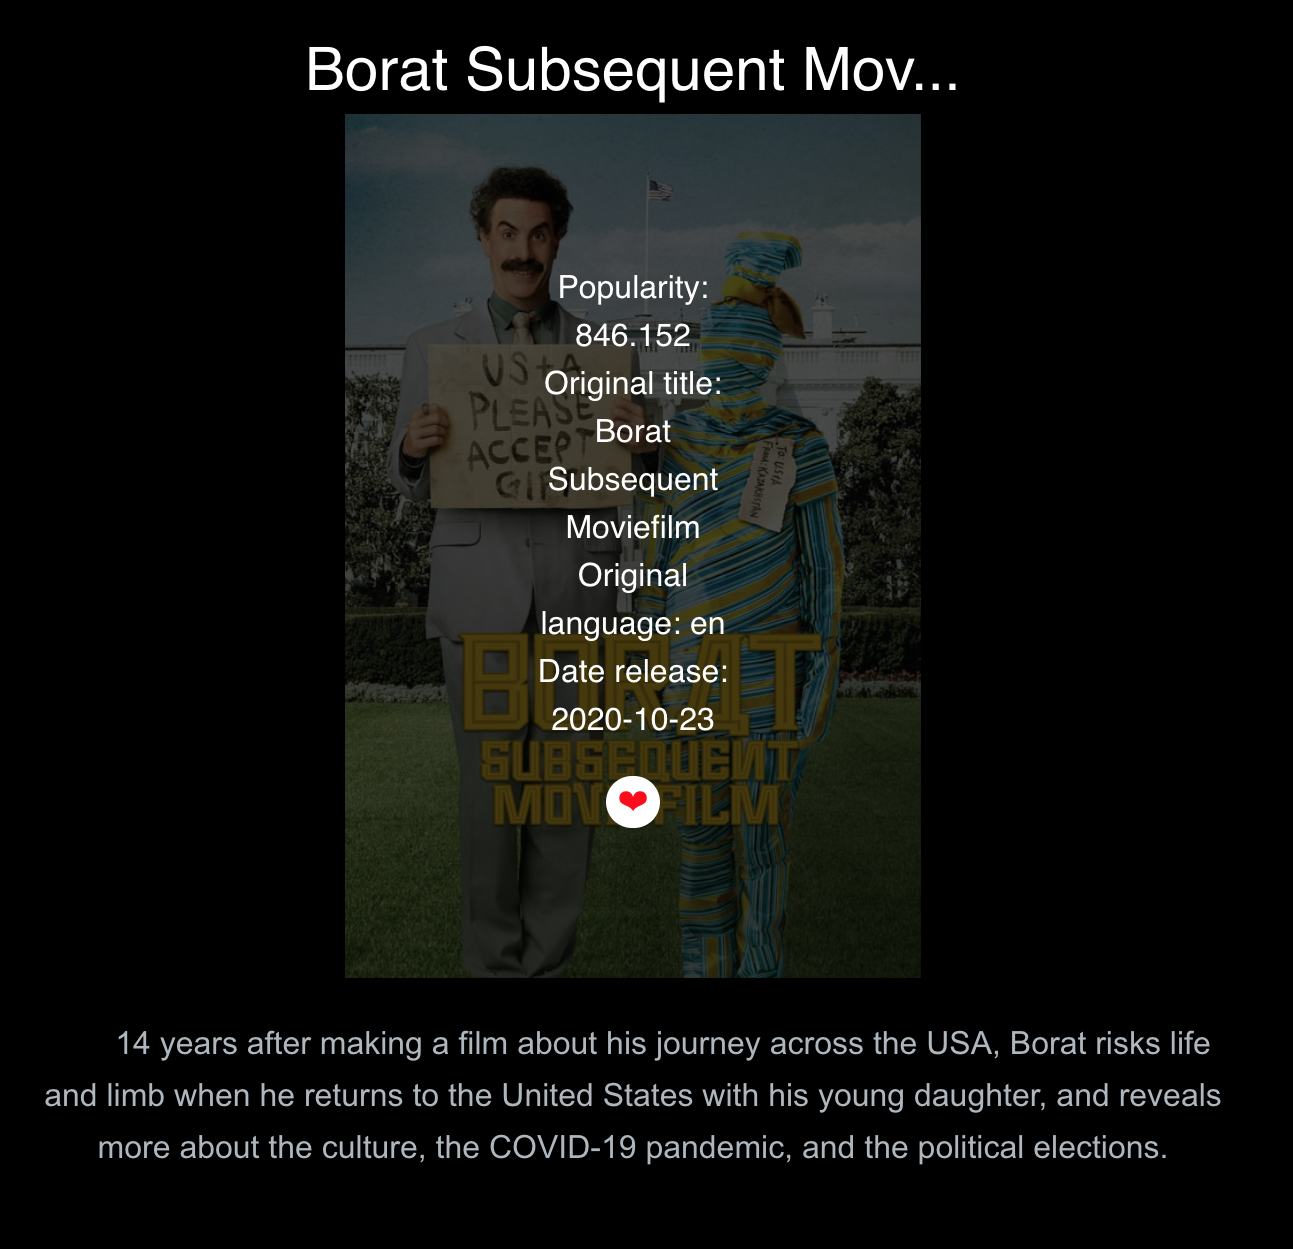 Borat Subsequent Mov...
Popularity:
846.152
Original title:
Borat
Subsequent
Moviefilm
Original
language: en
Date release:
2020-10-23
US+A
PLEASE
ACCEPT
GIFT
TO: US+A
FROM: KAZAKHSTAN
BORAT
SUBSEQUENT
MOVIEFILM
14 years after making a film about his journey across the USA, Borat risks life
and limb when he returns to the United States with his young daughter, and reveals
more about the culture, the COVID-19 pandemic, and the political elections.